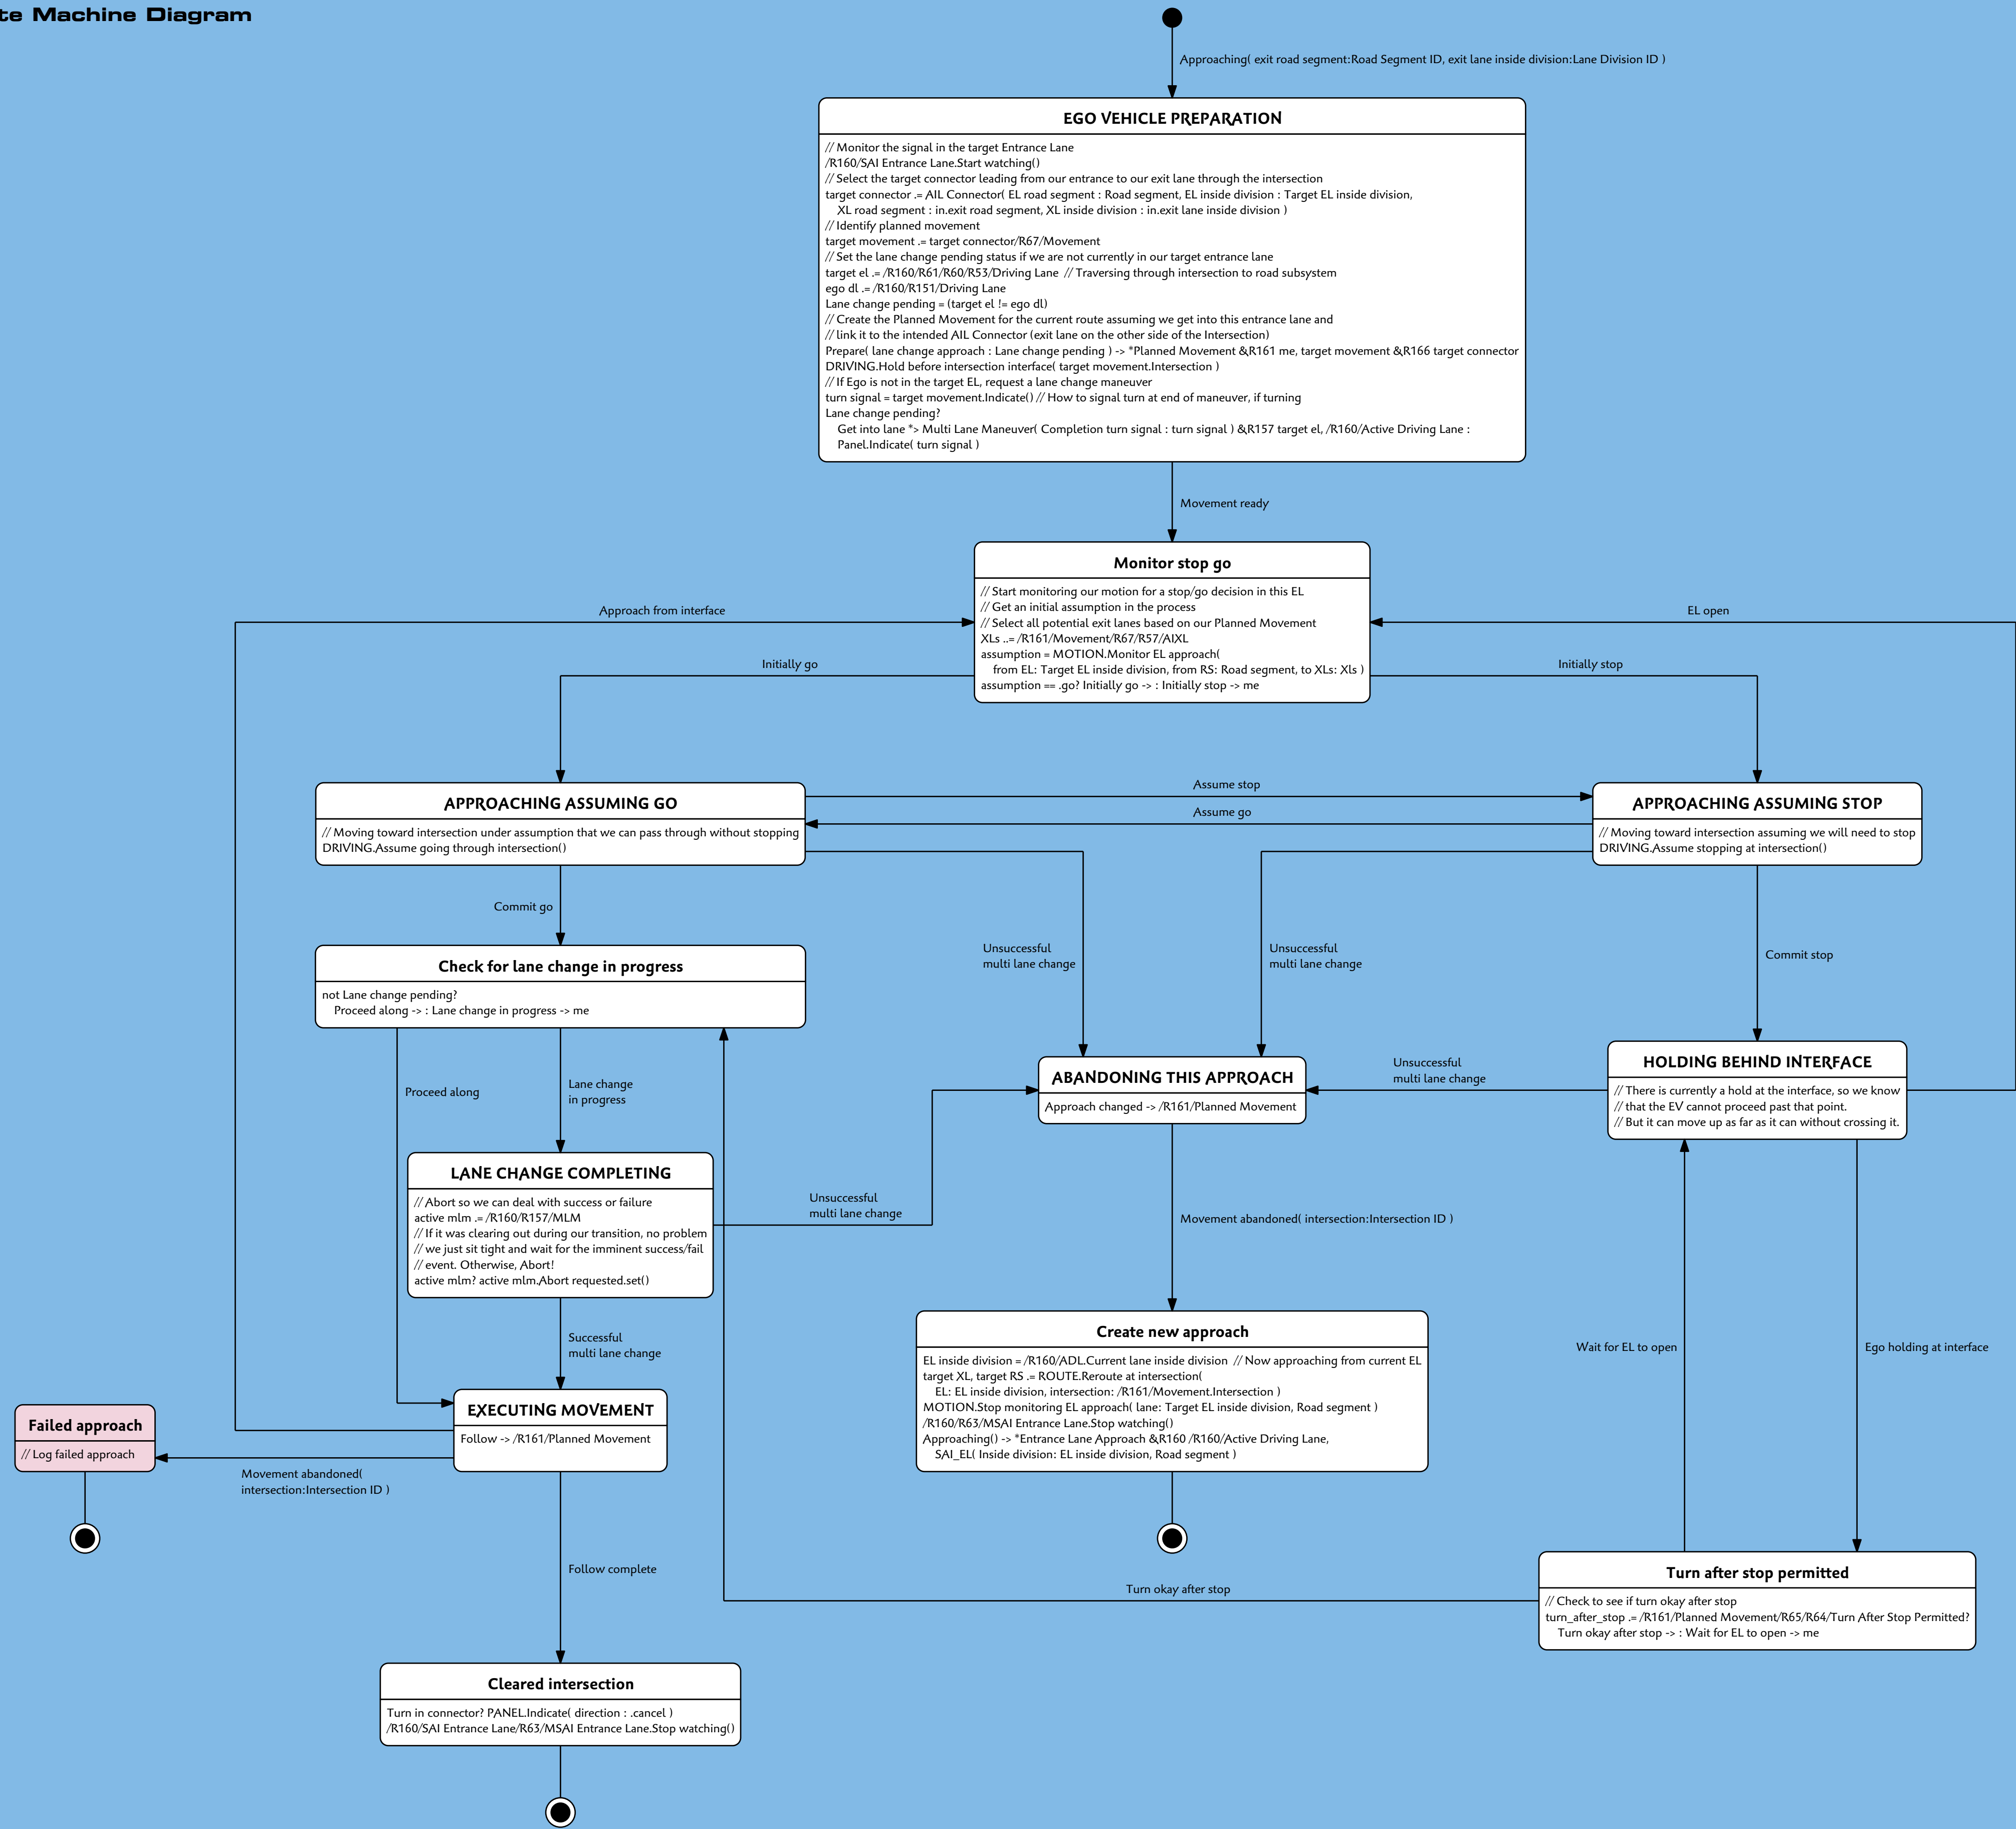 te Machine Diagram
Approaching( exit road segment:Road Segment ID, exit lane inside division:Lane Division ID )
EGO VEHICLE PREPARATION
// Monitor the signal in the target Entrance Lane
/R160/SAI Entrance Lane.Start watching()
// Select the target connector leading from our entrance to our exit lane through the intersection
target connector .= AIL Connector( EL road segment : Road segment, EL inside division : Target EL inside division,
XL road segment : in.exit road segment, XL inside division : in.exit lane inside division )
// Identify planned movement
target movement .= target connector/R67/Movement
// Set the lane change pending status if we are not currently in our target entrance lane
target el .= /R160/R61/R60/R53/Driving Lane // Traversing through intersection to road subsystem
ego dl .= /R160/R151/Driving Lane
Lane change pending = (target el != ego dl)
// Create the Planned Movement for the current route assuming we get into this entrance lane and
// link it to the intended AIL Connector (exit lane on the other side of the Intersection)
Prepare( lane change approach : Lane change pending ) -> *Planned Movement &R161 me, target movement &R166 target connector
DRIVING.Hold before intersection interface( target movement.Intersection )
// If Ego is not in the target EL, request a lane change maneuver
turn signal = target movement.Indicate() // How to signal turn at end of maneuver, if turning
Lane change pending?
Get into lane *> Multi Lane Maneuver( Completion turn signal : turn signal ) &R157 target el, /R160/Active Driving Lane :
Panel.Indicate( turn signal )
Movement ready
Monitor stop go
// Start monitoring our motion for a stop/go decision in this EL
// Get an initial assumption in the process
// Select all potential exit lanes based on our Planned Movement
XLs ..= /R161/Movement/R67/R57/AIXL
assumption = MOTION.Monitor EL approach(
from EL: Target EL inside division, from RS: Road segment, to XLs: Xls )
assumption == .go? Initially go -> : Initially stop -> me
Approach from interface
EL open
Initially go
Initially stop
APPROACHING ASSUMING GO
// Moving toward intersection under assumption that we can pass through without stopping
DRIVING.Assume going through intersection()
Assume stop
Assume go
APPROACHING ASSUMING STOP
// Moving toward intersection assuming we will need to stop
DRIVING.Assume stopping at intersection()
Commit go
Unsuccessful
multi lane change
Unsuccessful
multi lane change
Commit stop
Check for lane change in progress
not Lane change pending?
Proceed along -> : Lane change in progress -> me
Proceed along
Lane change
in progress
ABANDONING THIS APPROACH
Approach changed -> /R161/Planned Movement
Unsuccessful
multi lane change
HOLDING BEHIND INTERFACE
// There is currently a hold at the interface, so we know
// that the EV cannot proceed past that point.
// But it can move up as far as it can without crossing it.
LANE CHANGE COMPLETING
// Abort so we can deal with success or failure
active mlm .= /R160/R157/MLM
// If it was clearing out during our transition, no problem
// we just sit tight and wait for the imminent success/fail
// event. Otherwise, Abort!
active mlm? active mlm.Abort requested.set()
Unsuccessful
multi lane change
Movement abandoned( intersection:Intersection ID )
Successful
multi lane change
Create new approach
EL inside division = /R160/ADL.Current lane inside division // Now approaching from current EL
target XL, target RS .= ROUTE.Reroute at intersection(
EL: EL inside division, intersection: /R161/Movement.Intersection )
MOTION.Stop monitoring EL approach( lane: Target EL inside division, Road segment )
/R160/R63/MSAI Entrance Lane.Stop watching()
Approaching() -> *Entrance Lane Approach &R160 /R160/Active Driving Lane,
SAI_EL( Inside division: EL inside division, Road segment )
Wait for EL to open
Ego holding at interface
EXECUTING MOVEMENT
Follow -> /R161/Planned Movement
Failed approach
// Log failed approach
Movement abandoned(
intersection:Intersection ID )
Follow complete
Turn okay after stop
Turn after stop permitted
// Check to see if turn okay after stop
turn_after_stop .= /R161/Planned Movement/R65/R64/Turn After Stop Permitted?
Turn okay after stop -> : Wait for EL to open -> me
Cleared intersection
Turn in connector? PANEL.Indicate( direction : .cancel )
/R160/SAI Entrance Lane/R63/MSAI Entrance Lane.Stop watching()